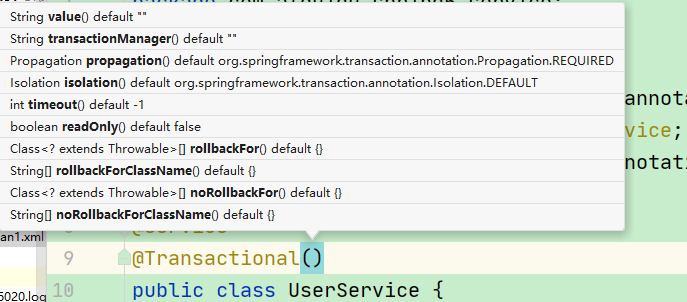 String value() default ""
String transactionManager() default ""
Propagation propagation() default org.springframework.transaction.annotation.Propagation.REQUIRED
Isolation isolation() default org.springframework.transaction.annotation.Isolation.DEFAULT
int timeout() default -1
boolean readOnly() default false
Class<? extends Throwable>[] rollbackFor() default {}
String[] rollbackForClassName() default {}
Class<? extends Throwable>[] noRollbackFor() default {}
String[] noRollbackForClassName() default {}
annota
vice;
notati
an1.xml
9 @Transactional()
5020.log
10 public class UserService {